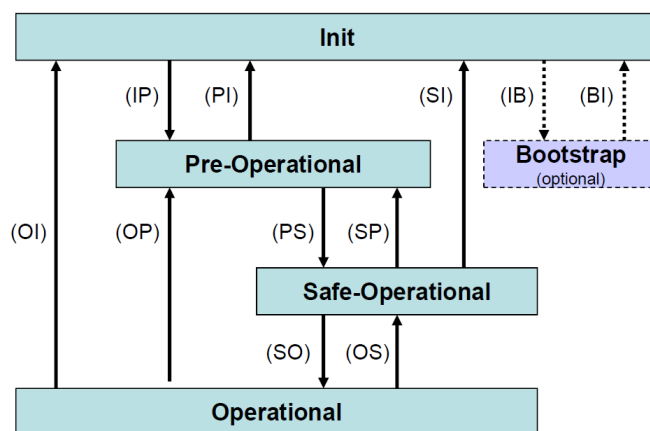 Init
(IP)
(PI)
(SI)
(IB)
(BI)
Pre-Operational
Bootstrap
(optional)
(OI)
(OP)
(PS)
(SP)
Safe-Operational
(SO)
(OS)
Operational